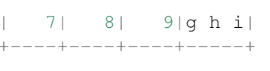 |   7|   8|   9|g h i|
+----+----+----+-----+